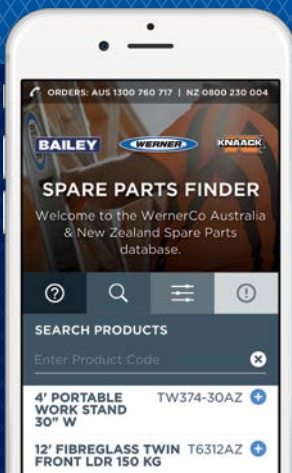 ORDERS: AUS 1300 760 717 | NZ 0800 230 004
BAILEY WERNER KNAACK
SPARE PARTS FINDER
Welcome to the WernerCo Australia
& New Zealand Spare Parts
database.
SEARCH PRODUCTS
Enter Product Code
4' PORTABLE TW374-30AZ
WORK STAND
30" W
12' FIBREGLASS TWIN T6312AZ
FRONT LDR 150 KG